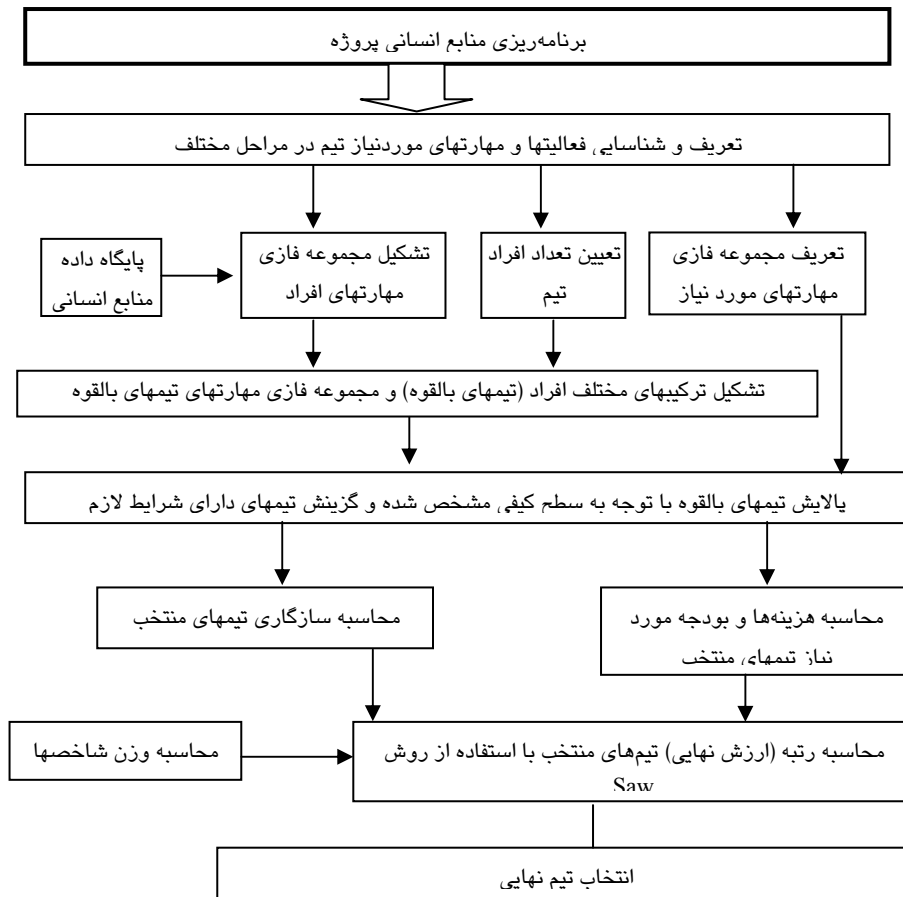 برنامه‌ریزی منابع انسانی پروژه
تعریف و شناسایی فعالیتها و مهارتهای موردنیاز تیم در مراحل مختلف
تعریف مجموعه فازی
مهارتهای مورد نیاز
تعیین تعداد افراد
تیم
تشکیل مجموعه فازی
مهارتهای افراد
پایگاه داده
منابع انسانی
تشکیل ترکیبهای مختلف افراد (تیمهای بالقوه) و مجموعه فازی مهارتهای تیمهای بالقوه
پالایش تیمهای بالقوه با توجه به سطح کیفی مشخص شده و گزینش تیمهای دارای شرایط لازم
محاسبه هزینه‌ها و بودجه مورد
نیاز تیمهای منتخب
محاسبه سازگاری تیمهای منتخب
محاسبه رتبه (ارزش نهایی) تیم‌های منتخب با استفاده از روش
Saw
محاسبه وزن شاخصها
انتخاب تیم نهایی